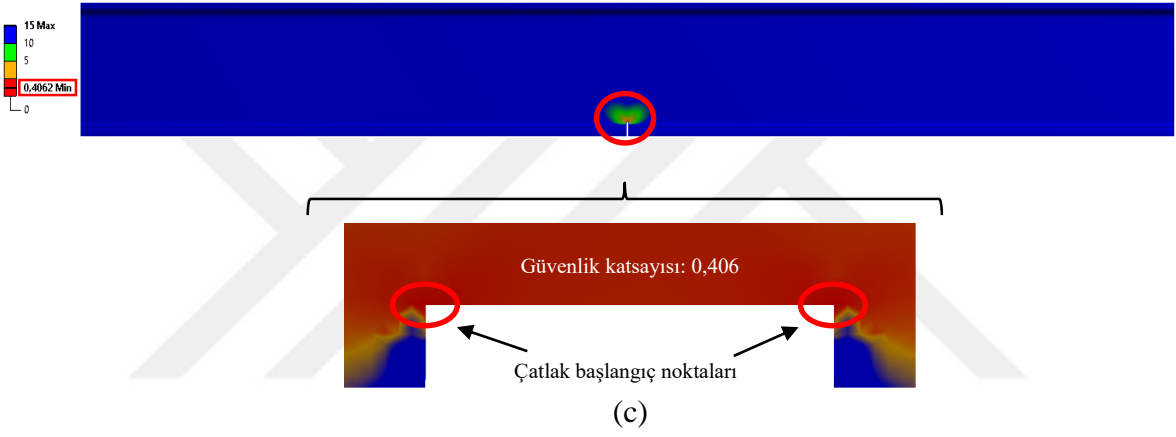 15 Max
10
5
0,4062 Min
0
Güvenlik katsayısı: 0,406
Çatlak başlangıç noktaları
(c)